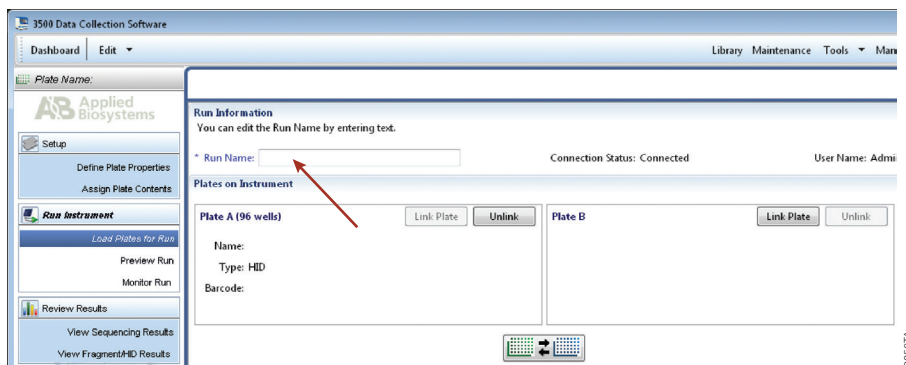 3500 Data Collection Software
Dashboard Edit Library Maintenance Tools
Plate Name:
AB Applied Biosystems
Setup
Define Plate Properties
Assign Plate Contents
Run Instrument
Load Plates for Run
Preview Run
Monitor Run
Review Results
View Sequencing Results
View Fragment/HID Results
Run Information
You can edit the Run Name by entering text.
* Run Name: Connection Status: Connected User Name: Admi
Plates on Instrument
Plate A (96 wells) Link Plate Unlink
Name:
Type: HID
Barcode:
Plate B Link Plate Unlink